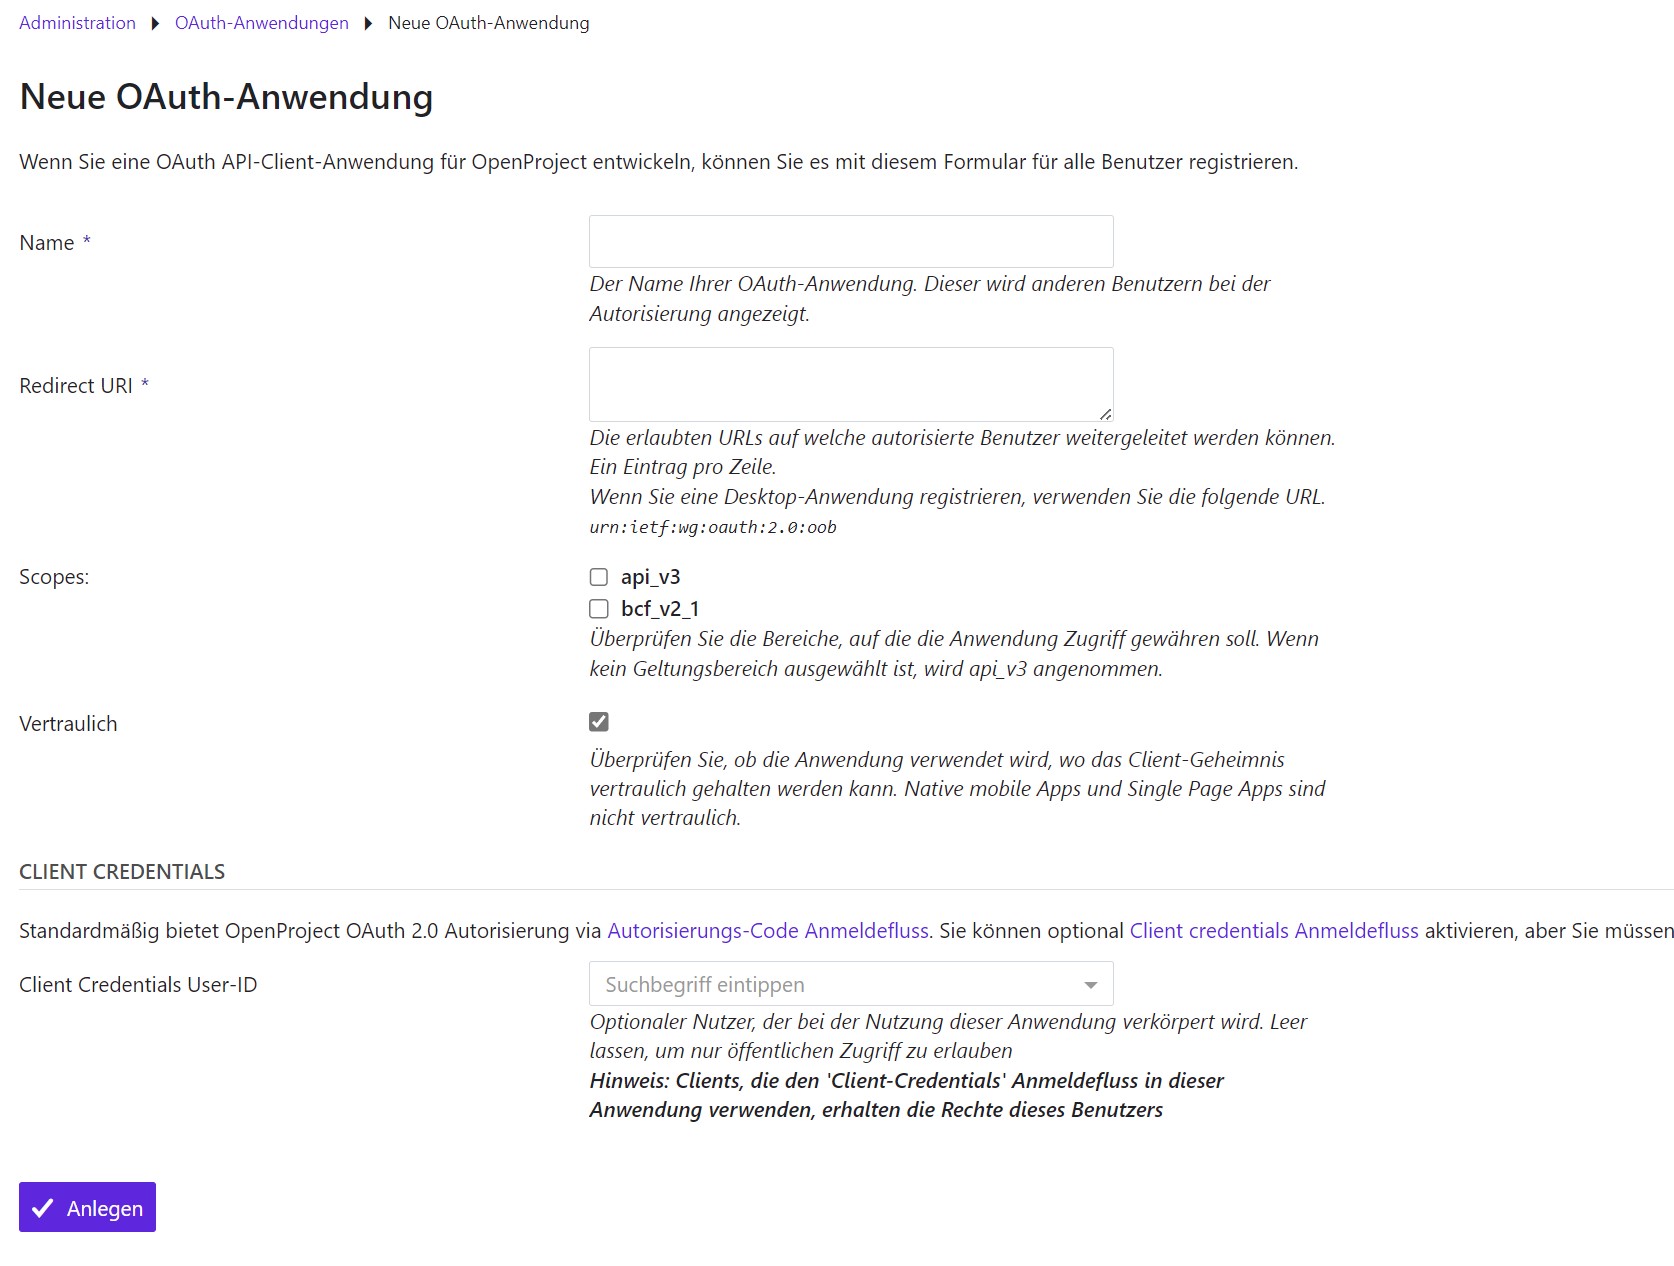 Administration OAuth-Anwendungen Neue OAuth-Anwendung
Neue OAuth-Anwendung
Wenn Sie eine OAuth API-Client-Anwendung für OpenProject entwickeln, können Sie es mit diesem Formular für alle Benutzer registrieren.
Name *
Der Name Ihrer OAuth-Anwendung. Dieser wird anderen Benutzern bei der
Autorisierung angezeigt.
Redirect URI *
Die erlaubten URLs auf welche autorisierte Benutzer weitergeleitet werden können.
Ein Eintrag pro Zeile.
Wenn Sie eine Desktop-Anwendung registrieren, verwenden Sie die folgende URL.
urn:ietf:wg:oauth:2.0:oob
Scopes:
api_v3
bcf_v2_1
Überprüfen Sie die Bereiche, auf die die Anwendung Zugriff gewähren soll. Wenn
kein Geltungsbereich ausgewählt ist, wird api_v3 angenommen.
Vertraulich
Überprüfen Sie, ob die Anwendung verwendet wird, wo das Client-Geheimnis
vertraulich gehalten werden kann. Native mobile Apps und Single Page Apps sind
nicht vertraulich.
CLIENT CREDENTIALS
Standardmäßig bietet OpenProject OAuth 2.0 Autorisierung via Autorisierungs-Code Anmeldefluss. Sie können optional Client credentials Anmeldefluss aktivieren, aber Sie müssen
Client Credentials User-ID
Suchbegriff eintippen
Optionaler Nutzer, der bei der Nutzung dieser Anwendung verkörpert wird. Leer
lassen, um nur öffentlichen Zugriff zu erlauben
Hinweis: Clients, die den 'Client-Credentials' Anmeldefluss in dieser
Anwendung verwenden, erhalten die Rechte dieses Benutzers
Anlegen